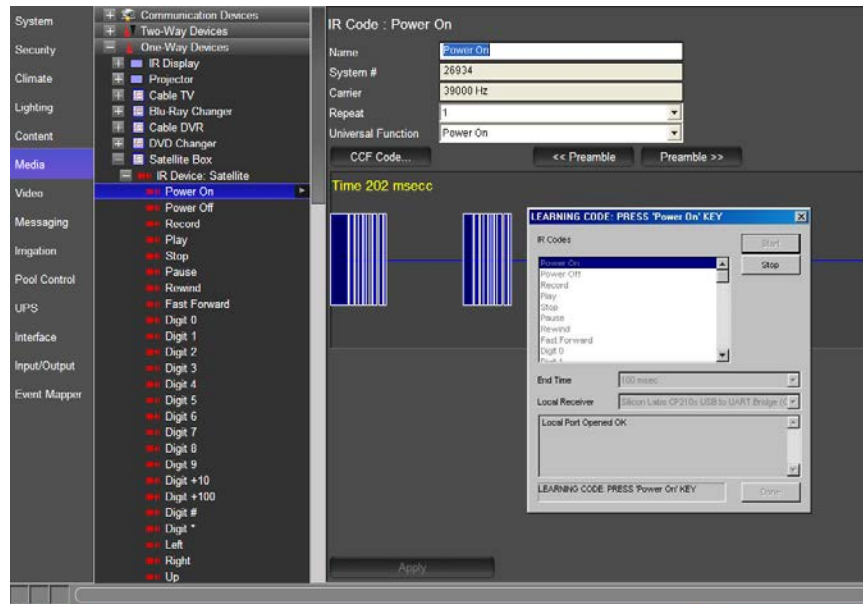 System
Security
Climate
Lighting
Content
Media
Video
Messaging
Irrigation
Pool Control
UPS
Interface
Input/Output
Event Mapper
Communication Devices
Two-Way Devices
One-Way Devices
IR Display
Projector
Cable TV
Blu-Ray Changer
Cable DVR
DVD Changer
Satellite Box
IR Device: Satellite
Power On
Power Off
Record
Play
Stop
Pause
Rewind
Fast Forward
Digit 0
Digit 1
Digit 2
Digit 3
Digit 4
Digit 5
Digit 6
Digit 7
Digit 8
Digit 9
Digit +10
Digit +100
Digit #
Digit *
Left
Right
Up
IR Code : Power On
Name Power On
System # 26934
Carrier 39000 Hz
Repeat 1
Universal Function Power On
CCF Code... << Preamble Preamble >>
Time 202 msecc
LEARNING CODE: PRESS 'Power On' KEY
IR Codes
Start
Stop
Power On
Power Off
Record
Play
Stop
Pause
Rewind
Fast Forward
Digit 0
Digit 1
End Time 100 msec
Local Receiver Silicon Labs CP210x USB to UART Bridge (C
Local Port Opened OK
LEARNING CODE: PRESS 'Power On' KEY
Done
Apply